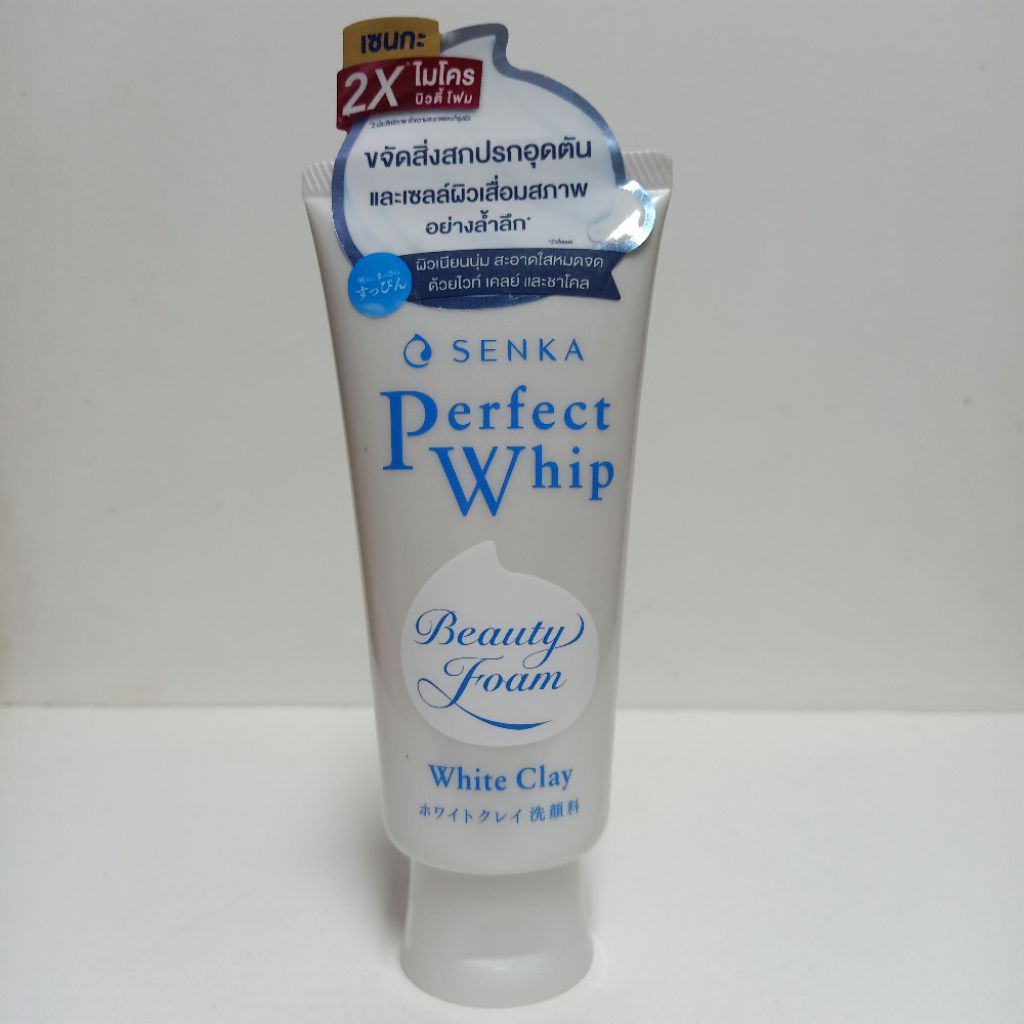 เซนกะ
2X ไมโคร
บิวตี้ โฟม
ขจัดสิ่งสกปรกอุดตัน
และเซลล์ผิวเสื่อมสภาพ
อย่างล้ำลึก*
ผิวเนียนนุ่ม สะอาดใสหมดจด
ด้วยไวท์ เคลย์ และชาโคล
すっぴん
SENKA
Perfect
Whip
Beauty
Foam
White Clay
ホワイトクレイ 洗顔料